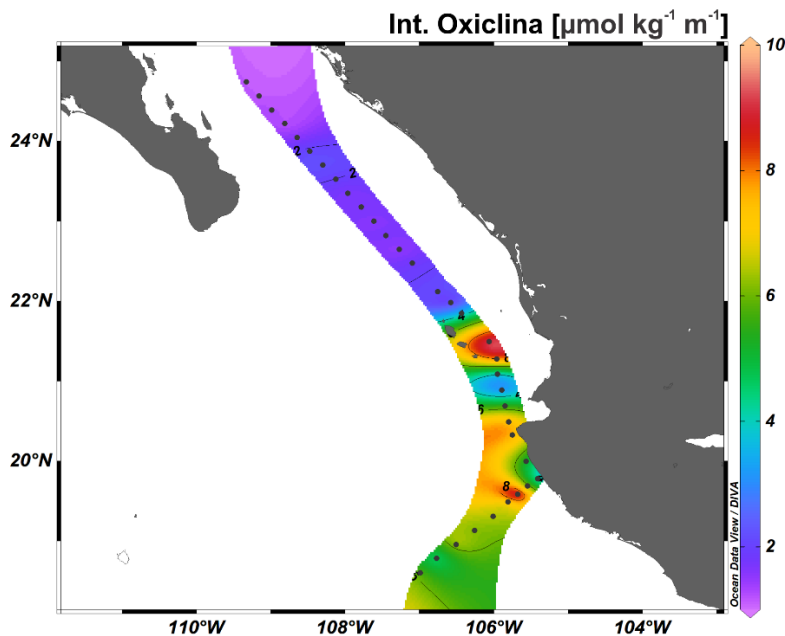 Int. Oxiclina [µmol kg⁻¹ m⁻¹]
10
8
6
4
2
24°N
22°N
20°N
110°W
108°W
106°W
104°W
2
2
4
6
8
Ocean Data View / DIVA